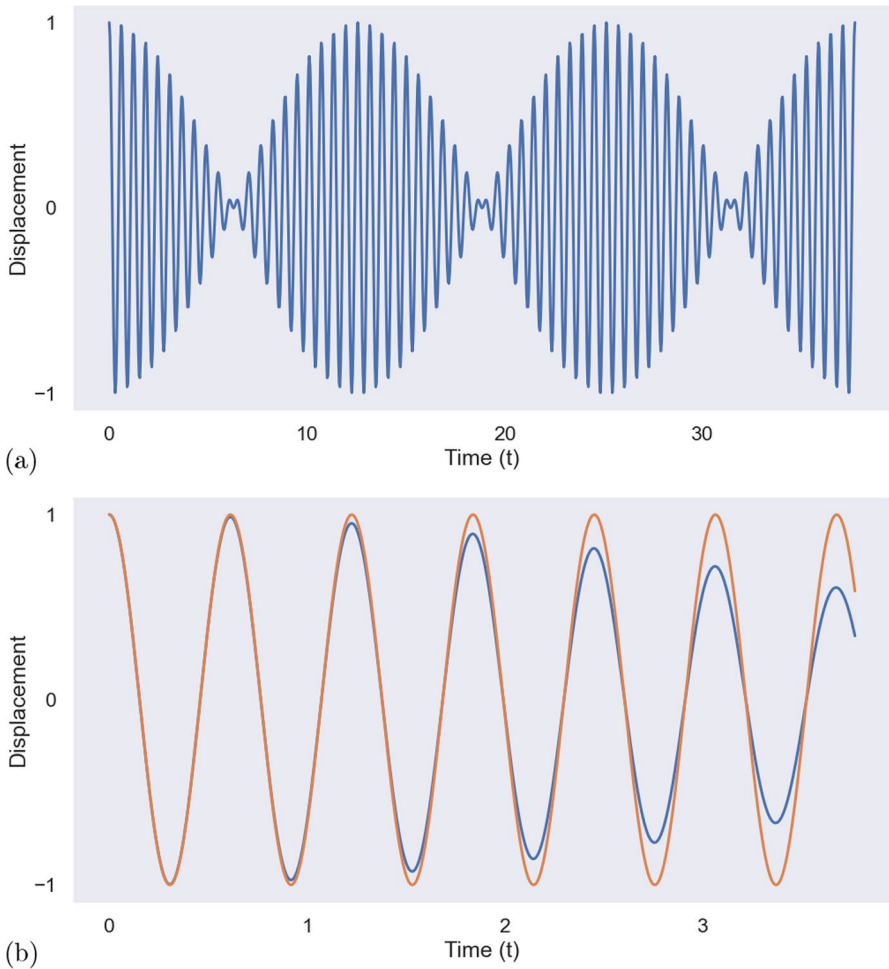 1
0
−1
Displacement
0 10 20 30
Time (t)
(a)
1
0
−1
Displacement
0 1 2 3
Time (t)
(b)